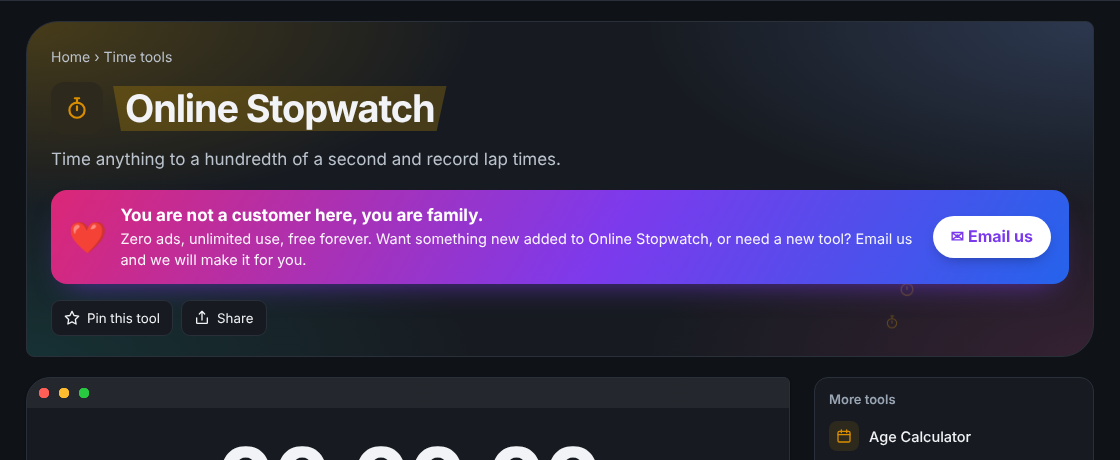 Home › Time tools
Online Stopwatch
Time anything to a hundredth of a second and record lap times.
You are not a customer here, you are family.
Zero ads, unlimited use, free forever. Want something new added to Online Stopwatch, or need a new tool? Email us
and we will make it for you.
✉ Email us
Pin this tool
Share
More tools
Age Calculator